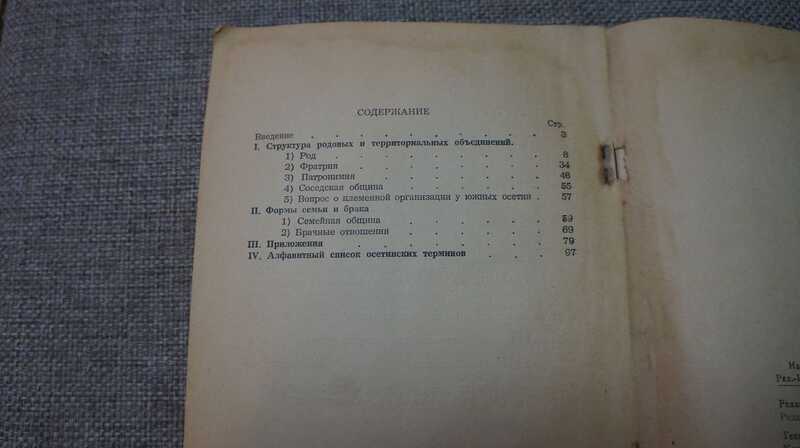 СОДЕРЖАНИЕ
Стр.
Введение . . . . . . . . . . . 3
I. Структура родовых и территориальных объединений.
1) Род . . . . . . . . . . 8
2) Фратрия . . . . . . . . . 34
3) Патронимия . . . . . . . . 46
4) Соседская община . . . . . . 55
5) Вопрос о племенной организации у южных осетин . 57
II. Формы семьи и брака
1) Семейная община . . . . . . 59
2) Брачные отношения . . . . . . 69
III. Приложения . . . . . . . . 79
IV. Алфавитный список осетинских терминов . . . 97